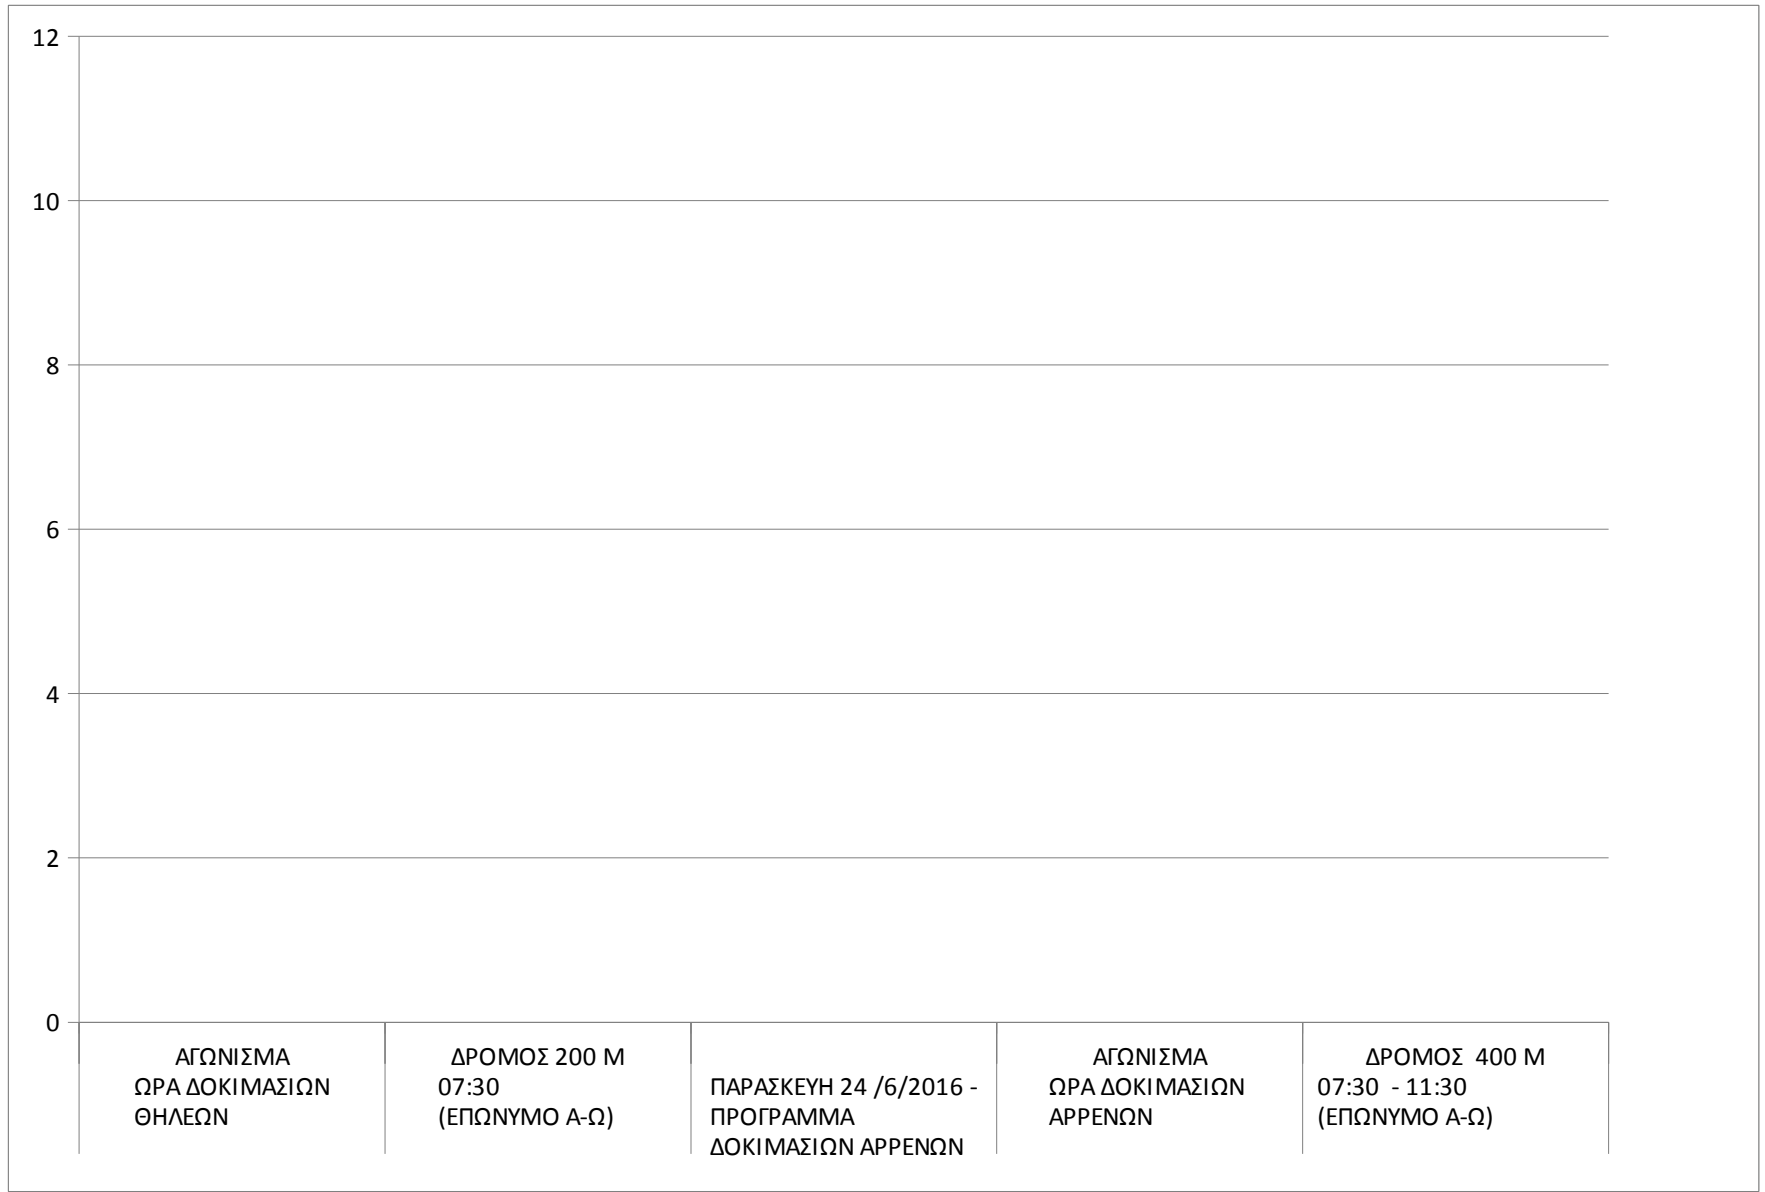 12
10
8
6
4
2
0
ΑΓΩΝΙΣΜΑ
ΩΡΑ ΔΟΚΙΜΑΣΙΩΝ
ΘΗΛΕΩΝ
ΔΡΟΜΟΣ 200 Μ
07:30
(ΕΠΩΝΥΜΟ Α-Ω)
ΠΑΡΑΣΚΕΥΗ 24 /6/2016 -
ΠΡΟΓΡΑΜΜΑ
ΔΟΚΙΜΑΣΙΩΝ ΑΡΡΕΝΩΝ
ΑΓΩΝΙΣΜΑ
ΩΡΑ ΔΟΚΙΜΑΣΙΩΝ
ΑΡΡΕΝΩΝ
ΔΡΟΜΟΣ  400 Μ
07:30  - 11:30
(ΕΠΩΝΥΜΟ Α-Ω)